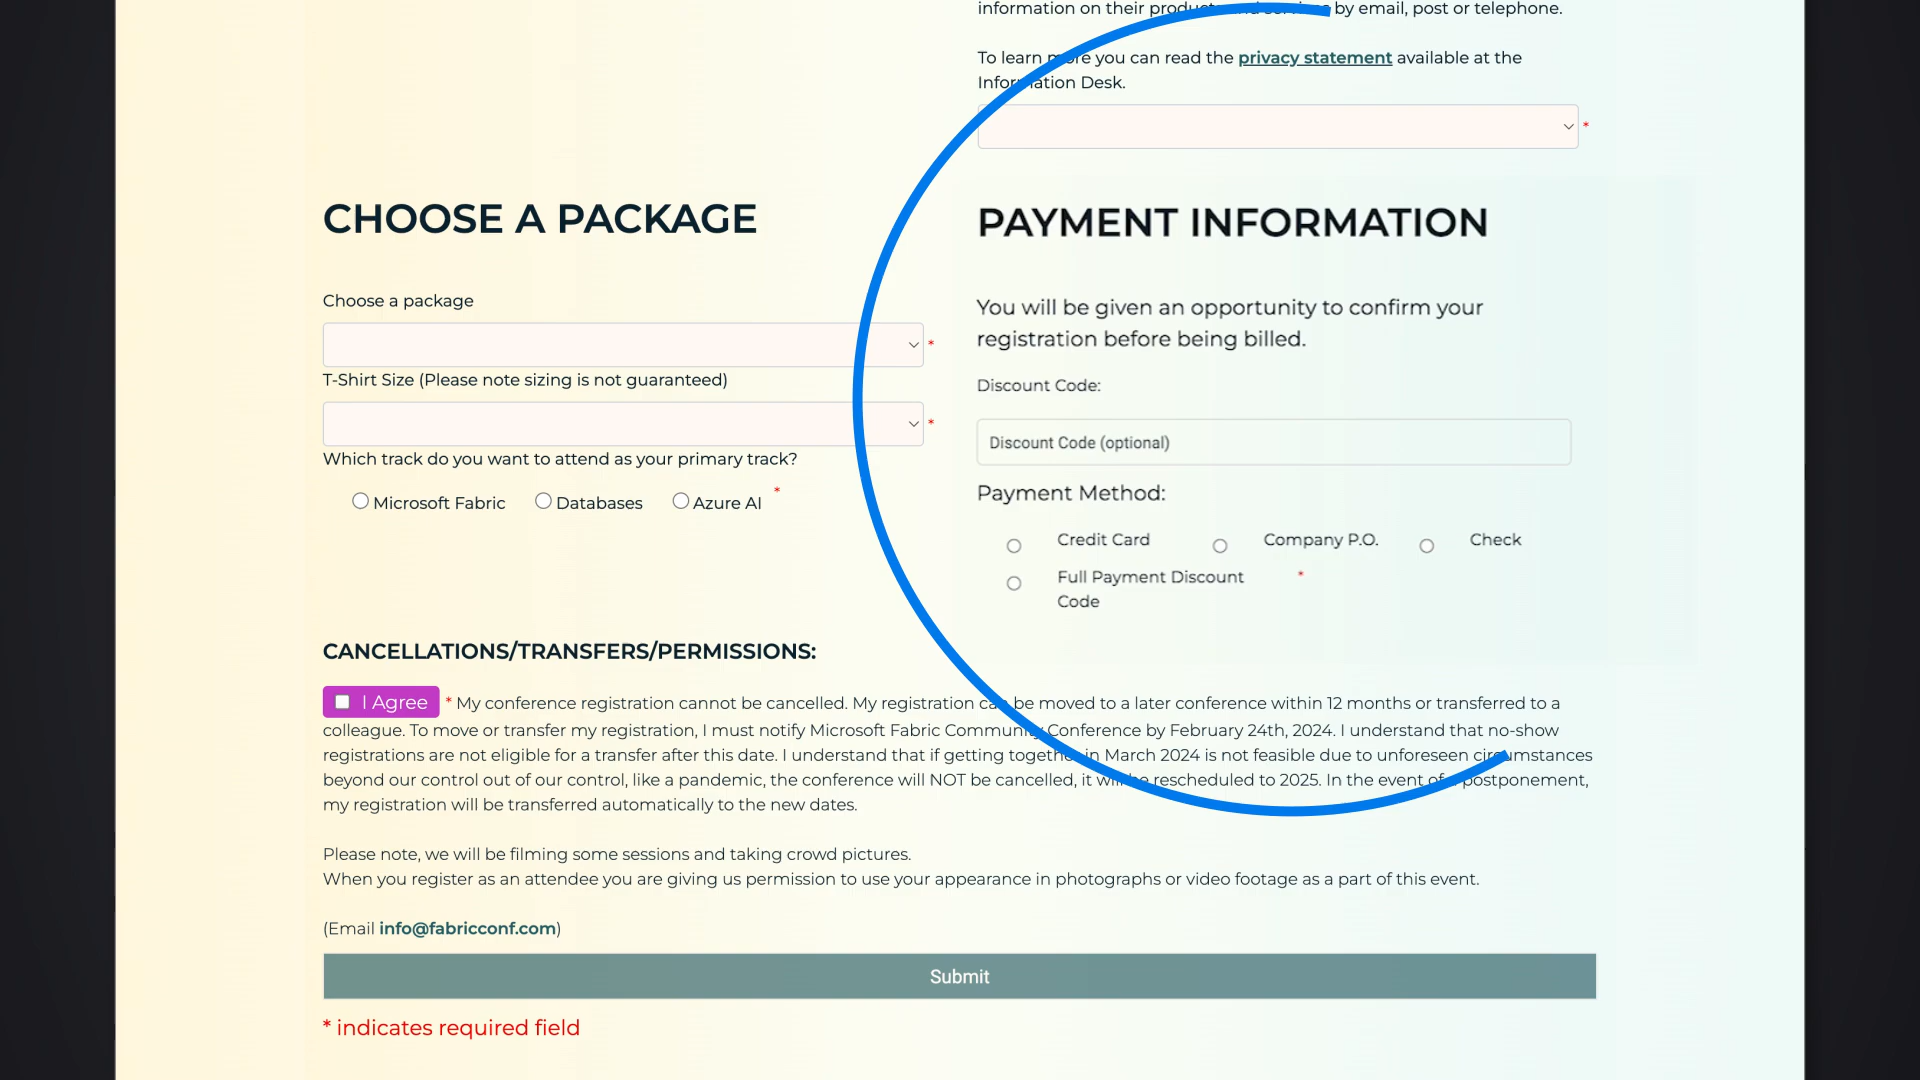 information on their products and services by email, post or telephone.
To learn more you can read the privacy statement available at the
Information Desk.
*
CHOOSE A PACKAGE
Choose a package
*
T-Shirt Size (Please note sizing is not guaranteed)
*
Which track do you want to attend as your primary track?
Microsoft Fabric Databases Azure AI *
PAYMENT INFORMATION
You will be given an opportunity to confirm your
registration before being billed.
Discount Code:
Discount Code (optional)
Payment Method:
Credit Card Company P.O. Check
Full Payment Discount *
Code
CANCELLATIONS/TRANSFERS/PERMISSIONS:
I Agree * My conference registration cannot be cancelled. My registration can be moved to a later conference within 12 months or transferred to a
colleague. To move or transfer my registration, I must notify Microsoft Fabric Community Conference by February 24th, 2024. I understand that no-show
registrations are not eligible for a transfer after this date. I understand that if getting together in March 2024 is not feasible due to unforeseen circumstances
beyond our control out of our control, like a pandemic, the conference will NOT be cancelled, it will be rescheduled to 2025. In the event of a postponement,
my registration will be transferred automatically to the new dates.
Please note, we will be filming some sessions and taking crowd pictures.
When you register as an attendee you are giving us permission to use your appearance in photographs or video footage as a part of this event.
(Email info@fabricconf.com)
Submit
* indicates required field